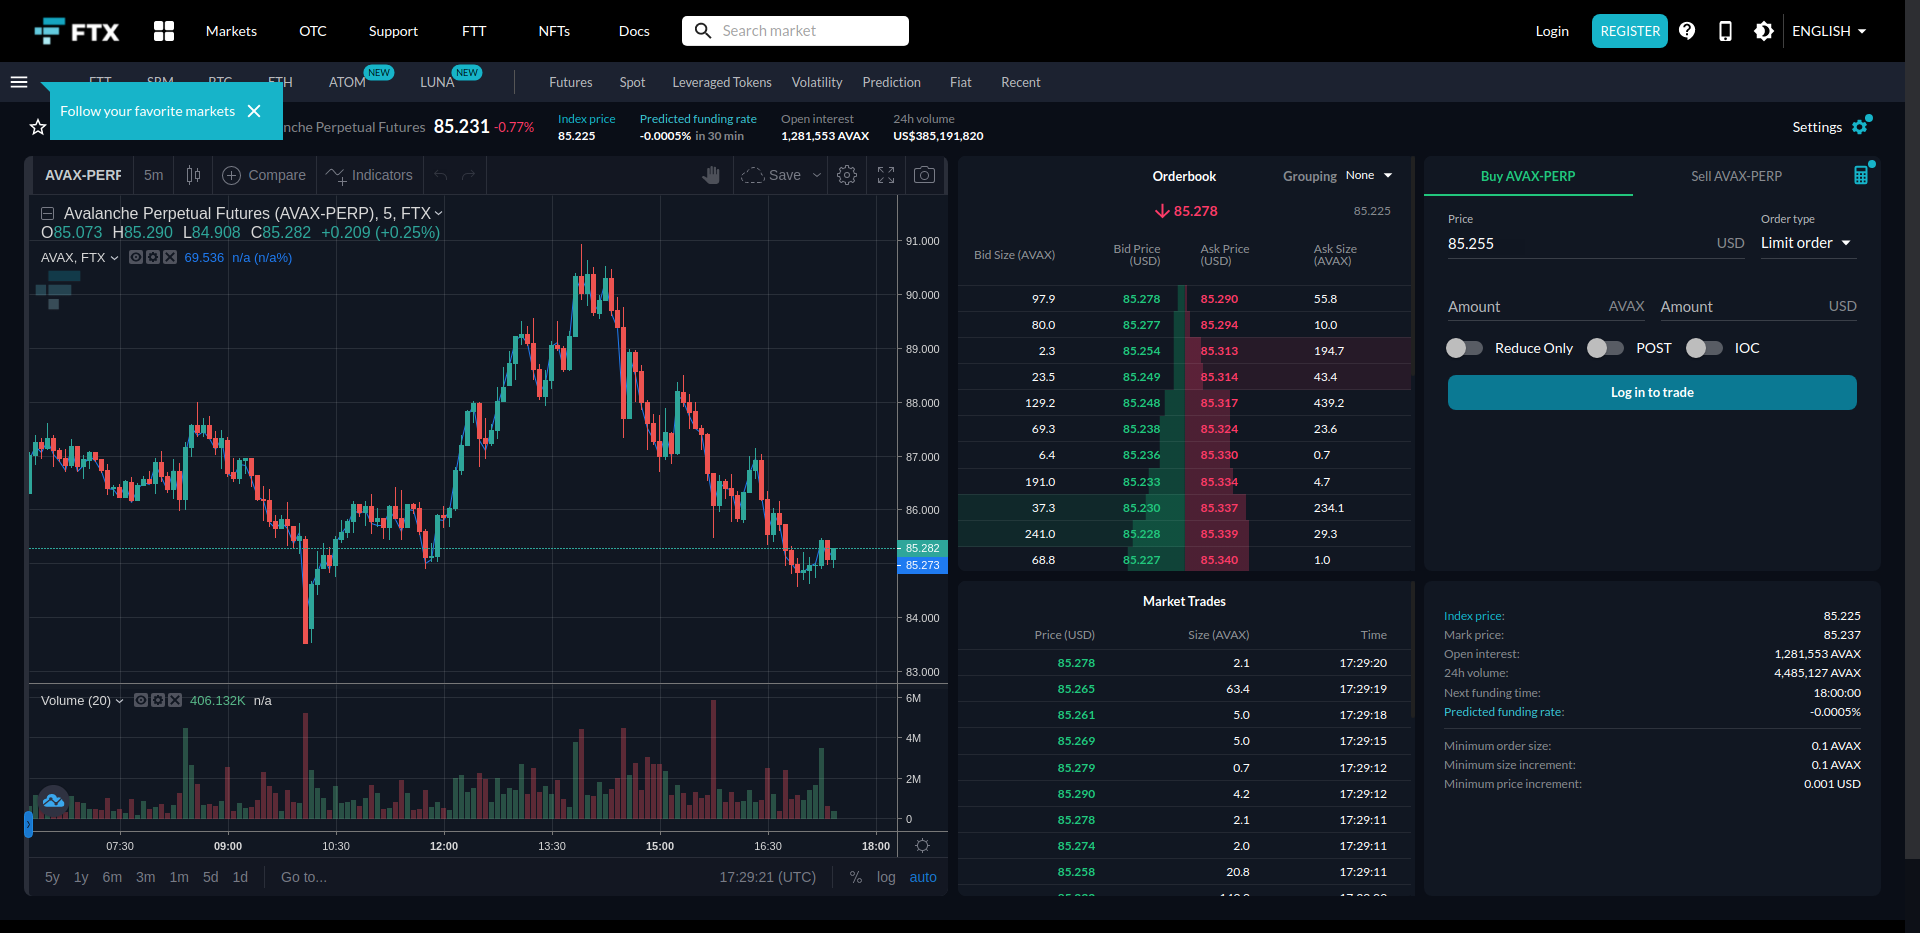 FTX
Markets
OTC
Support
FTT
NFTs
Docs
Search market
Login
REGISTER
ENGLISH
ATOM NEW
LUNA NEW
Futures
Spot
Leveraged Tokens
Volatility
Prediction
Fiat
Recent
Follow your favorite markets
nche Perpetual Futures
85.231 -0.77%
Index price
85.225
Predicted funding rate
-0.0005% in 30 min
Open interest
1,281,553 AVAX
24h volume
US$385,191,820
Settings
AVAX-PERP
5m
Compare
Indicators
Save
Avalanche Perpetual Futures (AVAX-PERP), 5, FTX
O85.073 H85.290 L84.908 C85.282 +0.209 (+0.25%)
AVAX, FTX 69.536 n/a (n/a%)
91.000
90.000
89.000
88.000
87.000
86.000
85.282
85.273
84.000
83.000
Volume (20) 406.132K n/a
6M
4M
2M
0
07:30 09:00 10:30 12:00 13:30 15:00 16:30 18:00
5y 1y 6m 3m 1m 5d 1d Go to... 17:29:21 (UTC) % log auto
Orderbook
Grouping None
85.278
85.225
Bid Size (AVAX) Bid Price (USD) Ask Price (USD) Ask Size (AVAX)
97.9 85.278 85.290 55.8
80.0 85.277 85.294 10.0
2.3 85.254 85.313 194.7
23.5 85.249 85.314 43.4
129.2 85.248 85.317 439.2
69.3 85.238 85.324 23.6
6.4 85.236 85.330 0.7
191.0 85.233 85.334 4.7
37.3 85.230 85.337 234.1
241.0 85.228 85.339 29.3
68.8 85.227 85.340 1.0
Market Trades
Price (USD) Size (AVAX) Time
85.278 2.1 17:29:20
85.265 63.4 17:29:19
85.261 5.0 17:29:18
85.269 5.0 17:29:15
85.279 0.7 17:29:12
85.290 4.2 17:29:12
85.278 2.1 17:29:11
85.274 2.0 17:29:11
85.258 20.8 17:29:11
Buy AVAX-PERP
Sell AVAX-PERP
Price
85.255 USD
Order type
Limit order
Amount AVAX
Amount USD
Reduce Only
POST
IOC
Log in to trade
Index price: 85.225
Mark price: 85.237
Open interest: 1,281,553 AVAX
24h volume: 4,485,127 AVAX
Next funding time: 18:00:00
Predicted funding rate: -0.0005%
Minimum order size: 0.1 AVAX
Minimum size increment: 0.1 AVAX
Minimum price increment: 0.001 USD